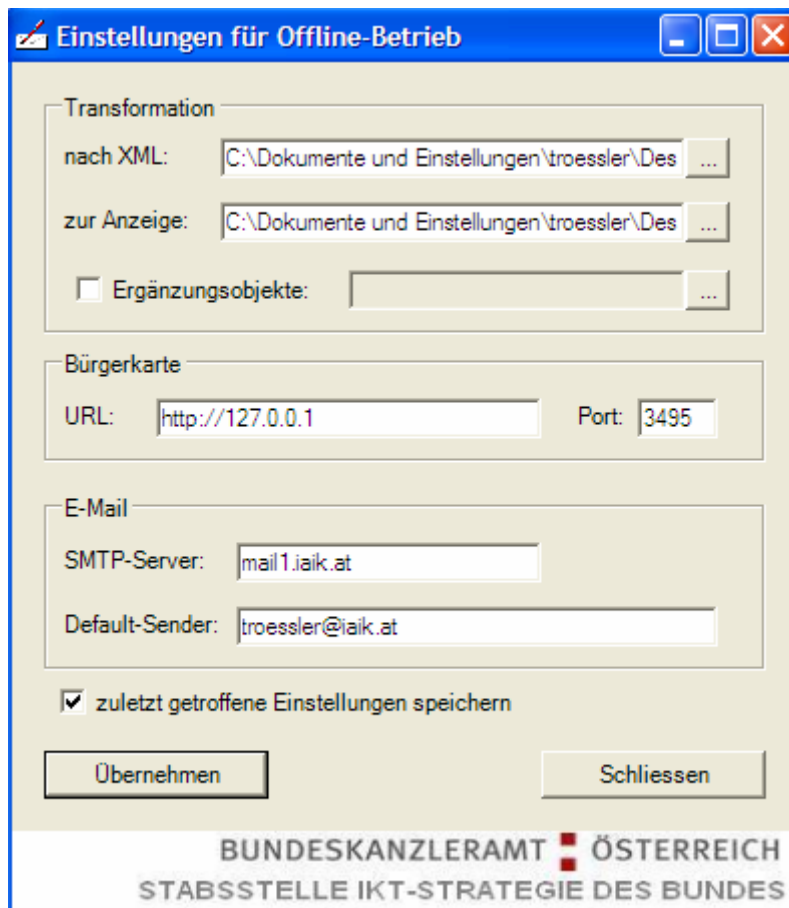 Einstellungen für Offline-Betrieb
Transformation
nach XML: C:\Dokumente und Einstellungen\troessler\Des ...
zur Anzeige: C:\Dokumente und Einstellungen\troessler\Des ...
Ergänzungsobjekte: ...
Bürgerkarte
URL: http://127.0.0.1 Port: 3495
E-Mail
SMTP-Server: mail1.iaik.at
Default-Sender: troessler@iaik.at
zuletzt getroffene Einstellungen speichern
Übernehmen Schliessen
BUNDESKANZLERAMT ÖSTERREICH
STABSSTELLE IKT-STRATEGIE DES BUNDES